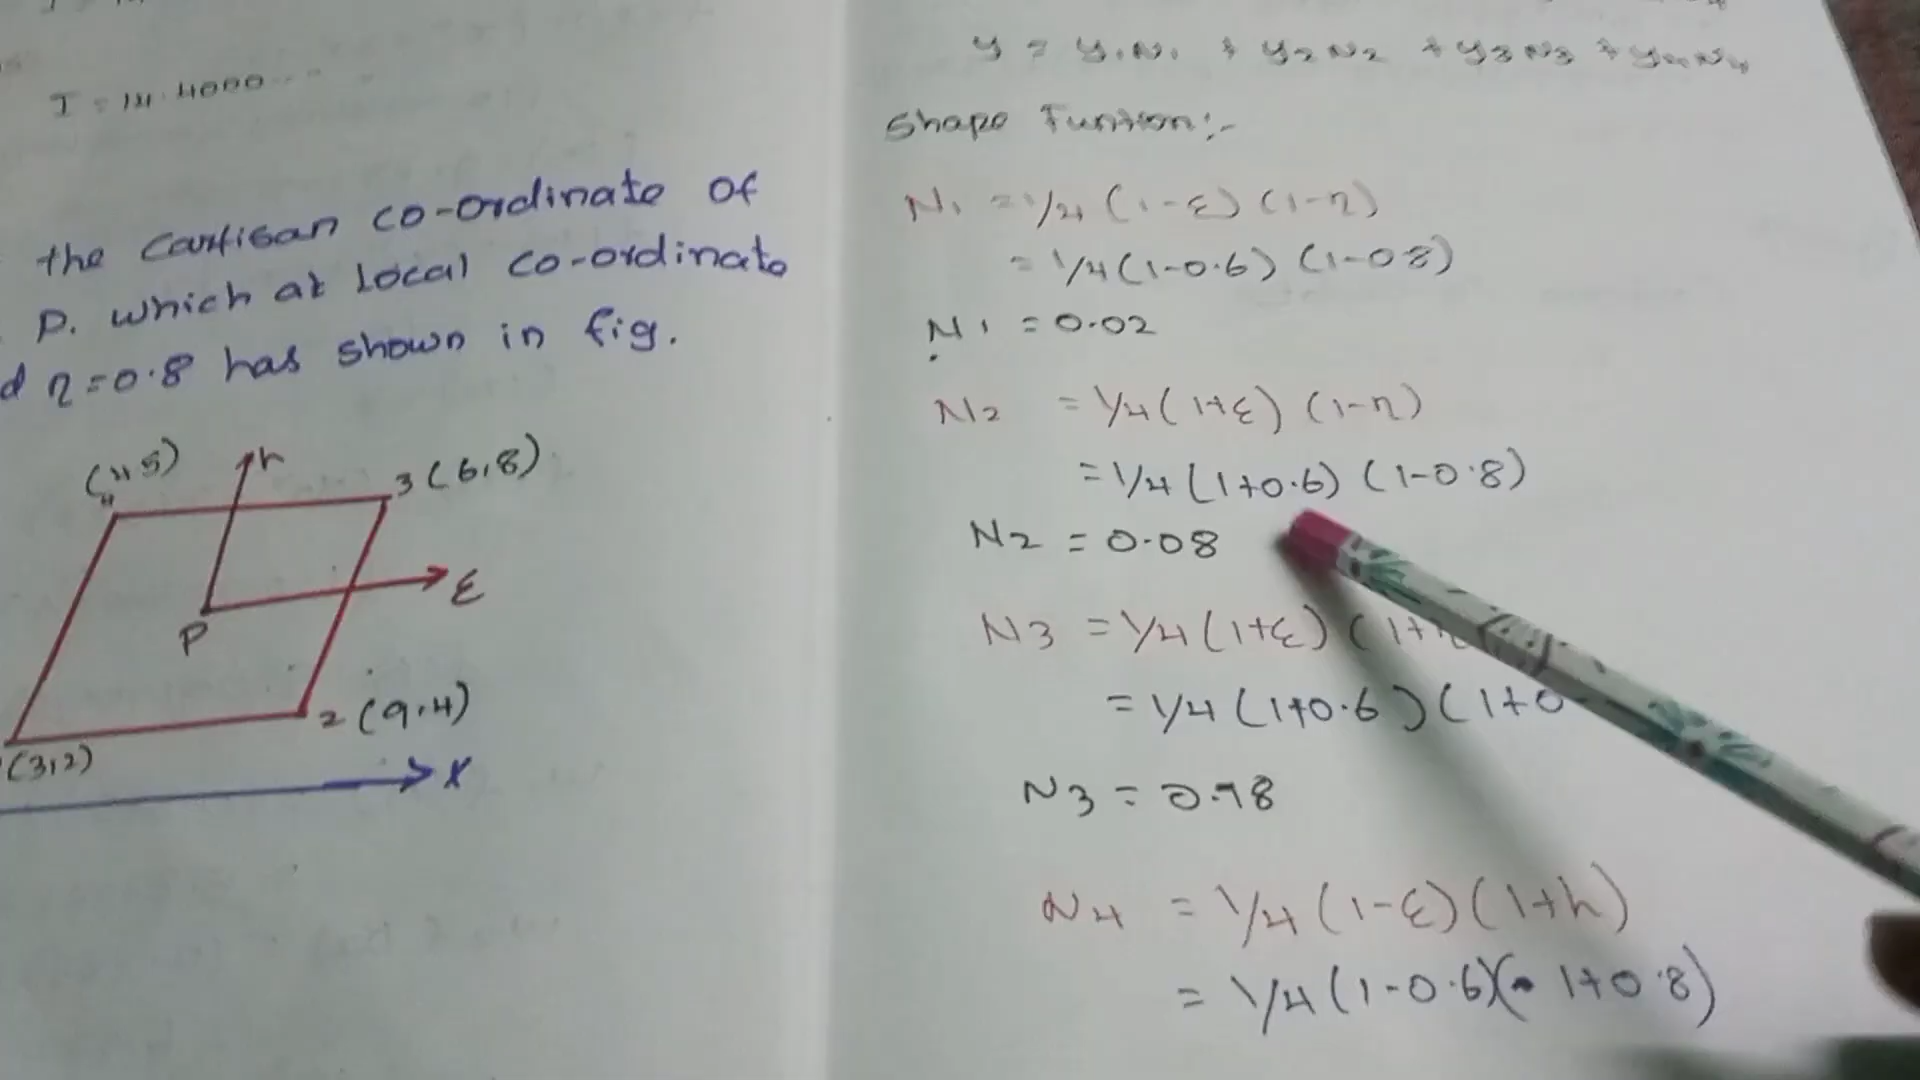 I = 14.4000
the Cartisan co-ordinate of
P. which at Local co-ordinate
d η=0.8 has shown in fig.
(4,5)
4
η
3 (6,8)
ε
P
2 (9,4)
(3,2)
X
y = y1N1 + y2N2 + y3N3 + y4N4
Shape Funtion:-
N1 = 1/4 (1-ε) (1-η)
= 1/4 (1-0.6) (1-0.8)
N1 = 0.02
N2 = 1/4 (1+ε) (1-η)
= 1/4 (1+0.6) (1-0.8)
N2 = 0.08
N3 = 1/4 (1+ε) (1+
= 1/4 (1+0.6) (1+0
N3 = 0.98
N4 = 1/4 (1-ε) (1+η)
= 1/4 (1-0.6)(1+0.8)